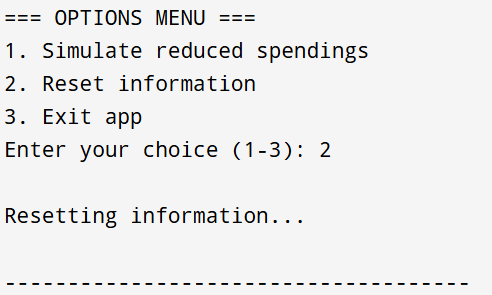 === OPTIONS MENU ===
1. Simulate reduced spendings
2. Reset information
3. Exit app
Enter your choice (1-3): 2
Resetting information...
-------------------------------------